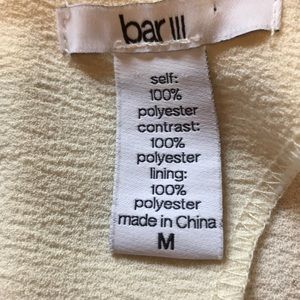 bar III
self:
100%
polyester
contrast:
100%
polyester
lining:
100%
polyester
made in China
M